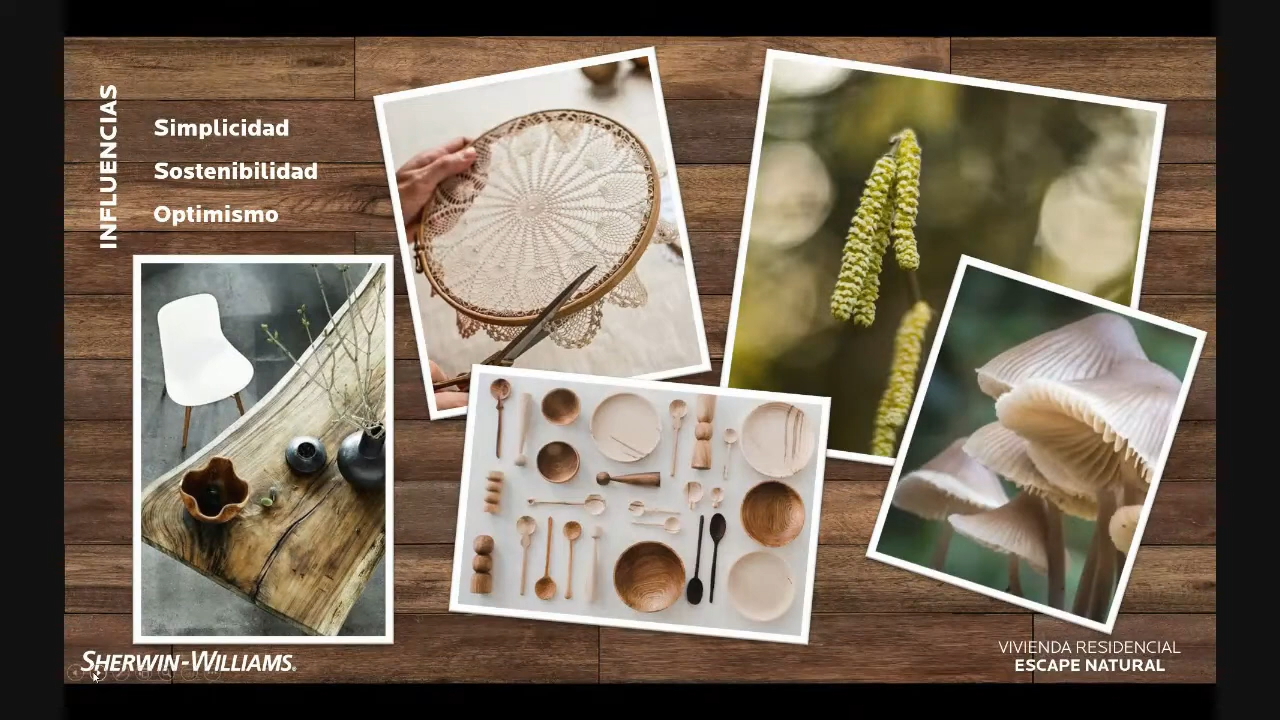 INFLUENCIAS
Simplicidad
Sostenibilidad
Optimismo
SHERWIN-WILLIAMS®
VIVIENDA RESIDENCIAL
ESCAPE NATURAL